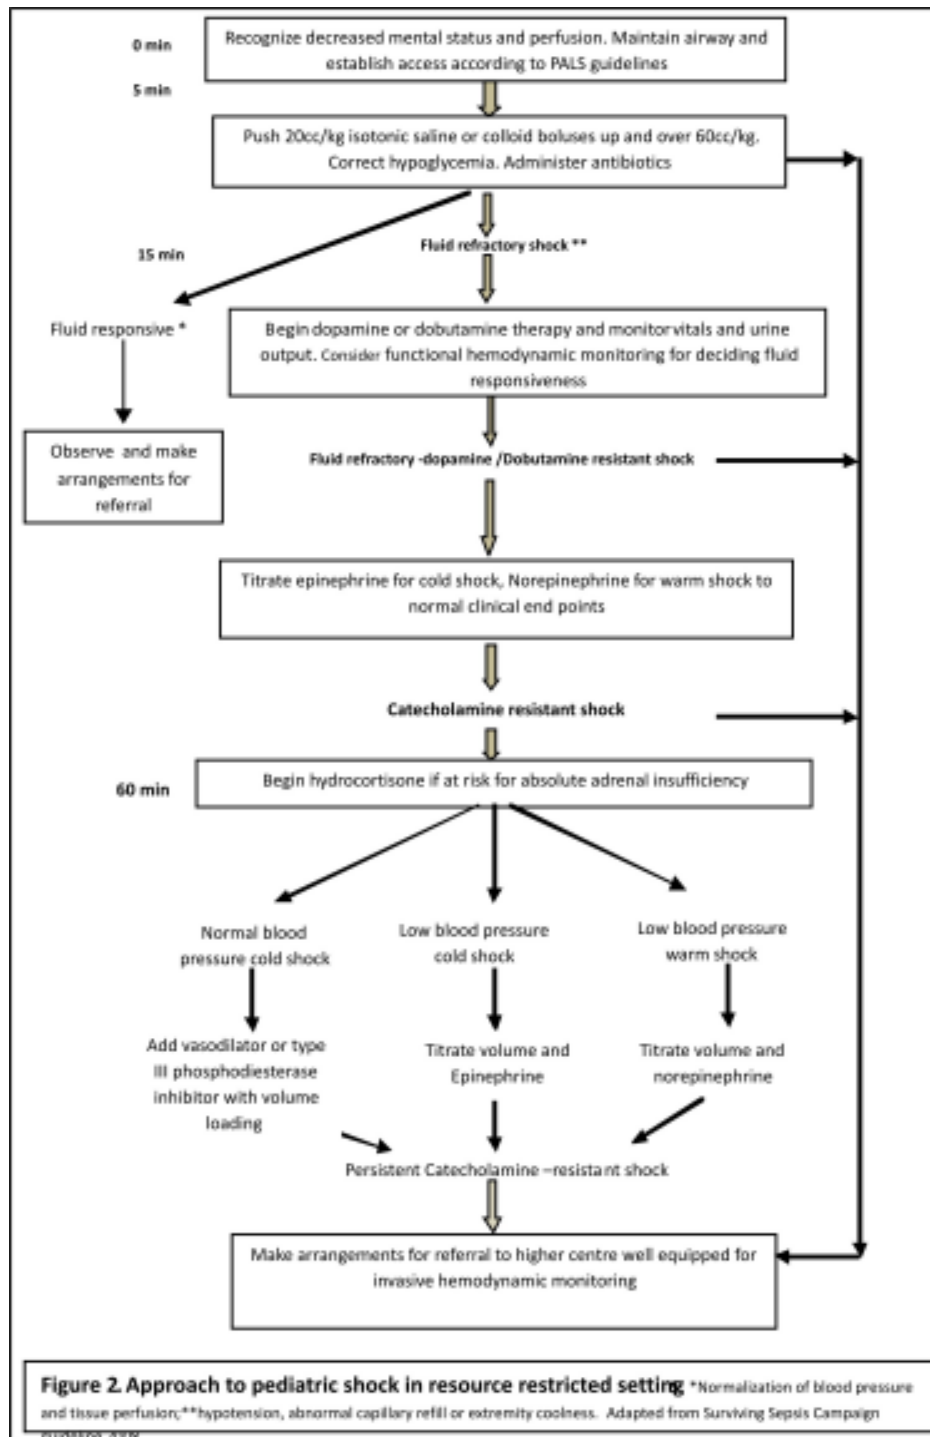 0 min
Recognize decreased mental status and perfusion. Maintain airway and
establish access according to PALS guidelines
5 min
Push 20cc/kg isotonic saline or colloid boluses up and over 60cc/kg.
Correct hypoglycemia. Administer antibiotics
Fluid refractory shock **
15 min
Fluid responsive *
Begin dopamine or dobutamine therapy and monitor vitals and urine
output. Consider functional hemodynamic monitoring for deciding fluid
responsiveness
Observe and make
arrangements for
referral
Fluid refractory -dopamine /Dobutamine resistant shock
Titrate epinephrine for cold shock, Norepinephrine for warm shock to
normal clinical end points
Catecholamine resistant shock
60 min
Begin hydrocortisone if at risk for absolute adrenal insufficiency
Normal blood
pressure cold shock
Low blood pressure
cold shock
Low blood pressure
warm shock
Add vasodilator or type
III phosphodiesterase
inhibitor with volume
loading
Titrate volume and
Epinephrine
Titrate volume and
norepinephrine
Persistent Catecholamine –resistant shock
Make arrangements for referral to higher centre well equipped for
invasive hemodynamic monitoring
Figure 2. Approach to pediatric shock in resource restricted setting *Normalization of blood pressure
and tissue perfusion;**hypotension, abnormal capillary refill or extremity coolness. Adapted from Surviving Sepsis Campaign